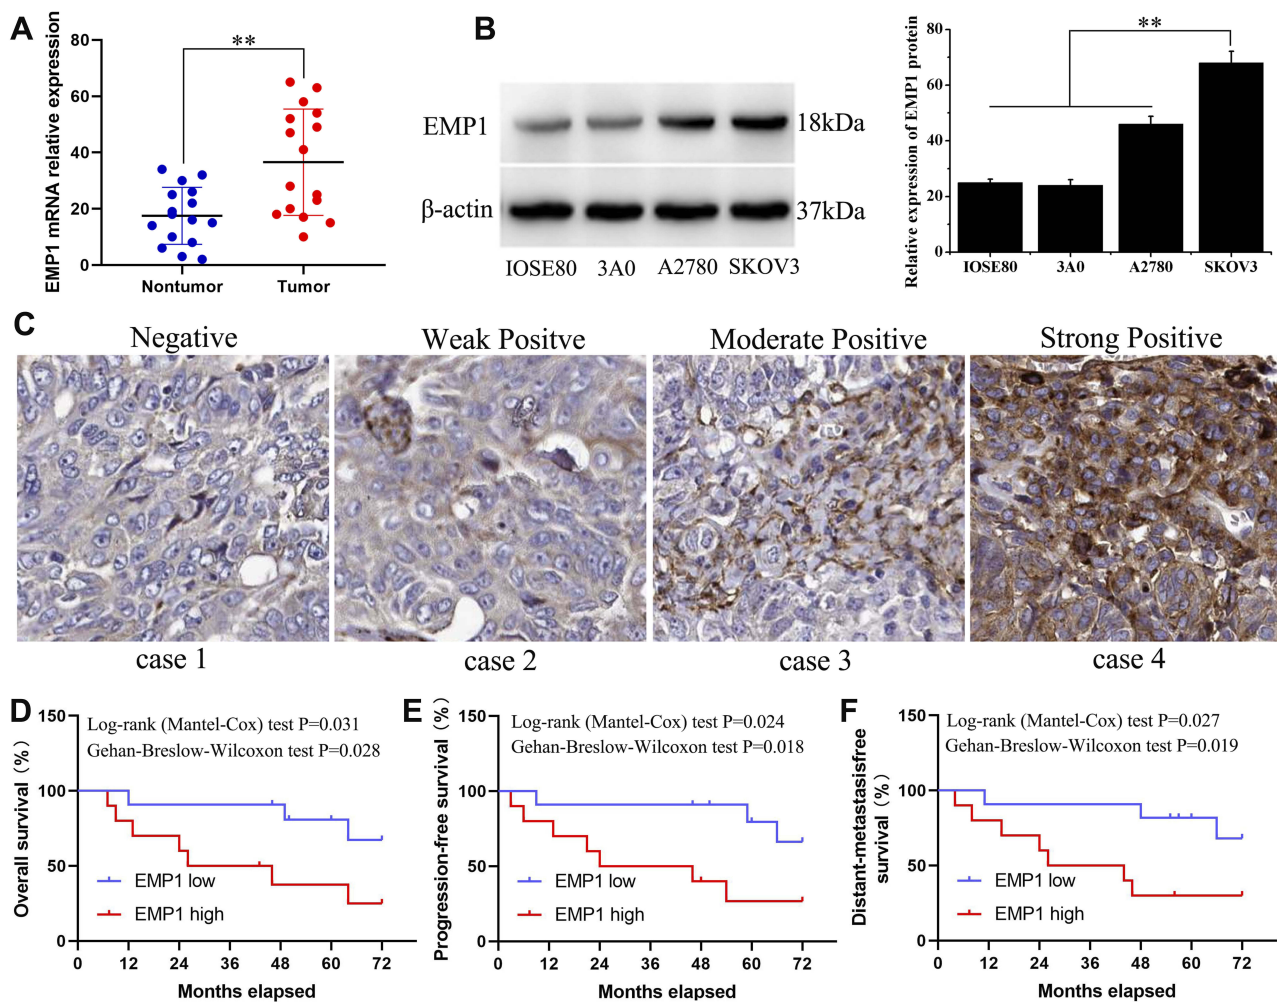 A
EMP1 mRNA relative expression
80
60
40
20
0
**
Nontumor
Tumor
B
EMP1
18kDa
β-actin
37kDa
IOSE80
3A0
A2780
SKOV3
Relative expression of EMP1 protein
80
60
40
20
0
**
IOSE80
3A0
A2780
SKOV3
C
Negative
Weak Positve
Moderate Positive
Strong Positive
case 1
case 2
case 3
case 4
D
Overall survival (%)
150
100
50
0
Log-rank (Mantel-Cox) test P=0.031
Gehan-Breslow-Wilcoxon test P=0.028
EMP1 low
EMP1 high
0 12 24 36 48 60 72
Months elapsed
E
Progression-free survival (%)
150
100
50
0
Log-rank (Mantel-Cox) test P=0.024
Gehan-Breslow-Wilcoxon test P=0.018
EMP1 low
EMP1 high
0 12 24 36 48 60 72
Months elapsed
F
Distant-metastasisfree
survival (%)
150
100
50
0
Log-rank (Mantel-Cox) test P=0.027
Gehan-Breslow-Wilcoxon test P=0.019
EMP1 low
EMP1 high
0 12 24 36 48 60 72
Months elapsed